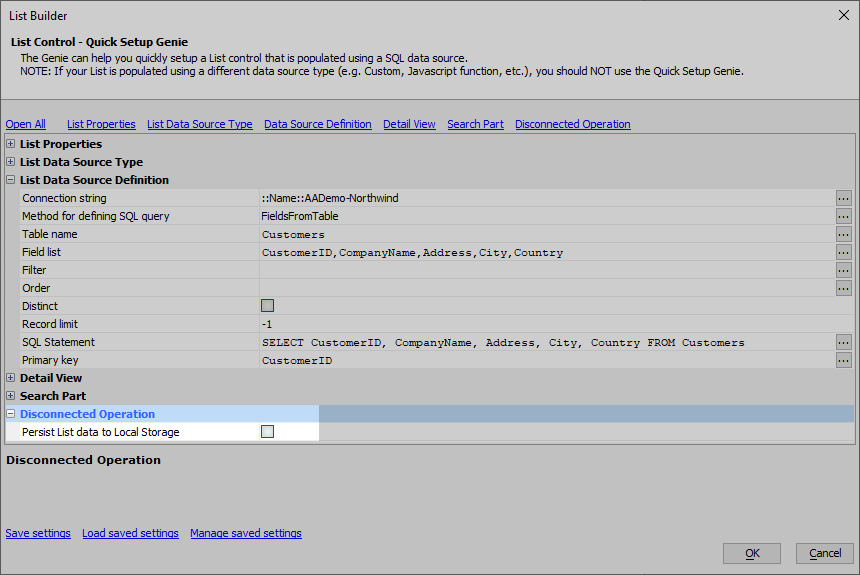 List Builder
List Control - Quick Setup Genie
The Genie can help you quickly setup a List control that is populated using a SQL data source.
NOTE: If your List is populated using a different data source type (e.g. Custom, Javascript function, etc.), you should NOT use the Quick Setup Genie.
Open All List Properties List Data Source Type Data Source Definition Detail View Search Part Disconnected Operation
List Properties
List Data Source Type
List Data Source Definition
Connection string ::Name::AADemo-Northwind ...
Method for defining SQL query FieldsFromTable ...
Table name Customers ...
Field list CustomerID,CompanyName,Address,City,Country ...
Filter ...
Order ...
Distinct
Record limit -1
SQL Statement SELECT CustomerID, CompanyName, Address, City, Country FROM Customers ...
Primary key CustomerID ...
Detail View
Search Part
Disconnected Operation
Persist List data to Local Storage
Disconnected Operation
Save settings Load saved settings Manage saved settings
OK Cancel